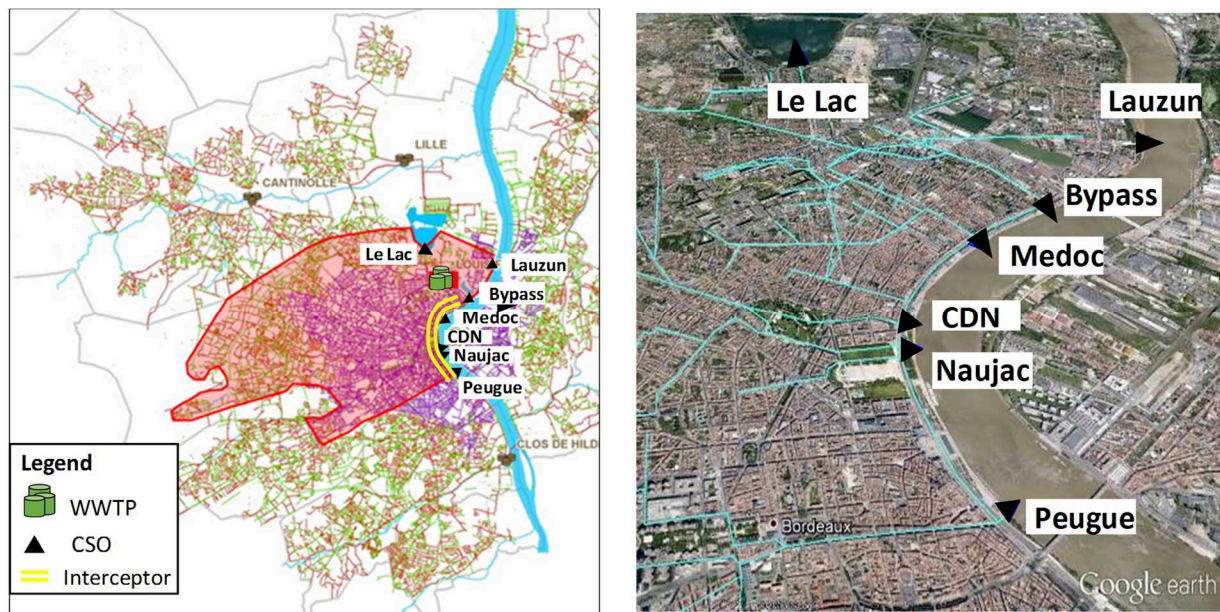 LILLE
CANTINOLLE
Le Lac
Lauzun
Bypass
Medoc
CDN
Naujac
Peugue
CLOS DE HILD
Legend
WWTP
CSO
Interceptor
Le Lac
Lauzun
Bypass
Medoc
CDN
Naujac
Peugue
Bordeaux
Google earth